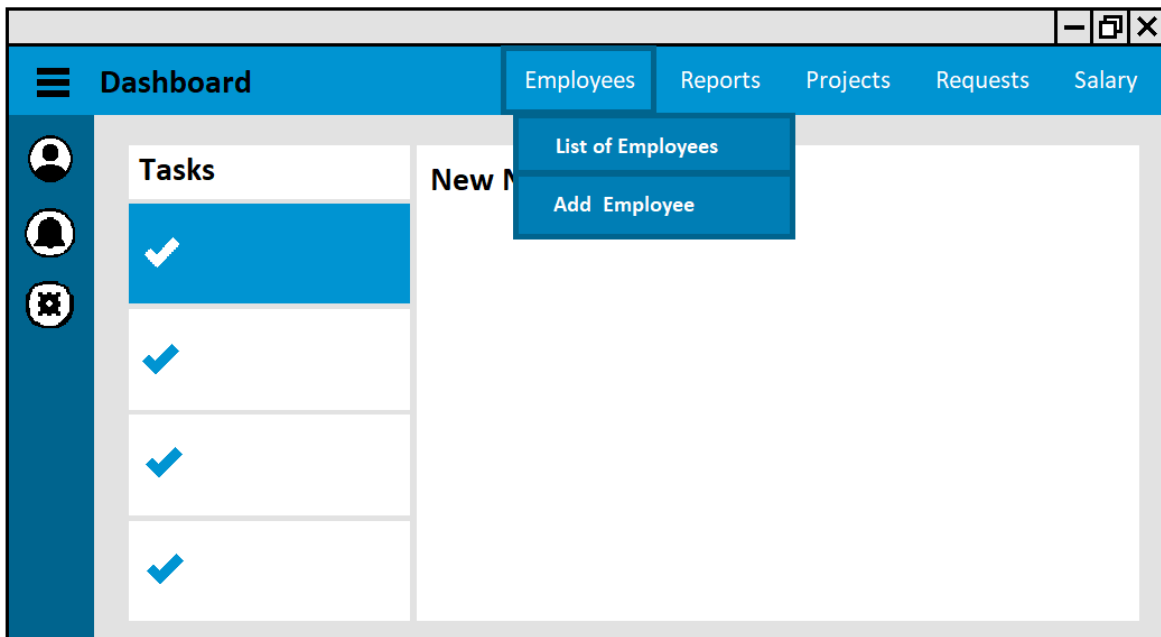 Dashboard
Employees
Reports
Projects
Requests
Salary
List of Employees
Add Employee
Tasks
New